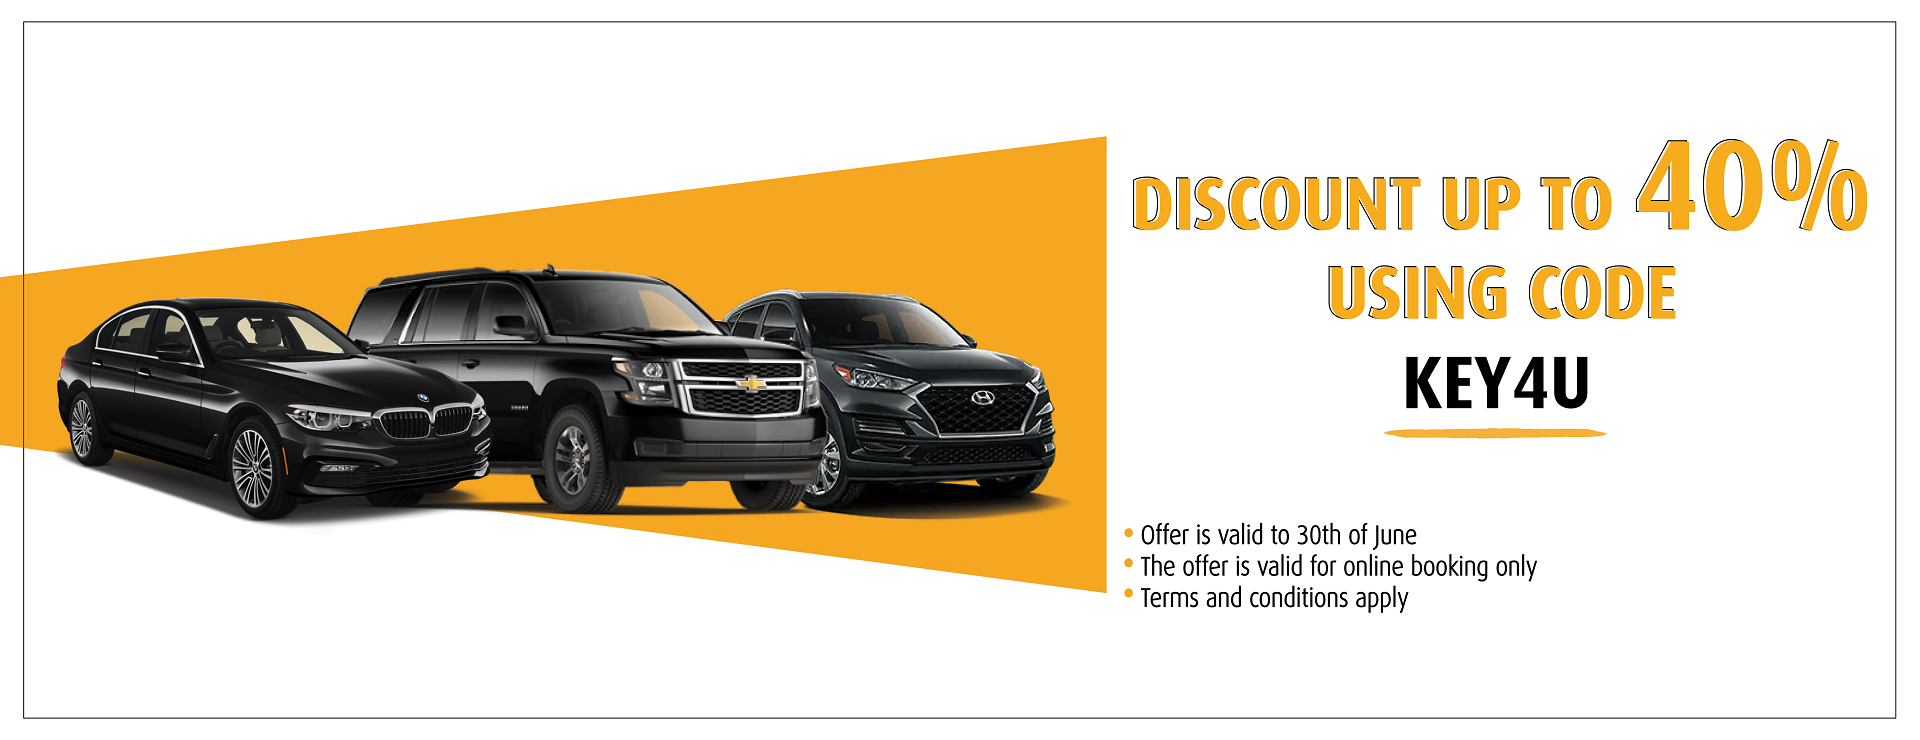 DISCOUNT UP TO 40%
USING CODE
KEY4U
• Offer is valid to 30th of June
• The offer is valid for online booking only
• Terms and conditions apply